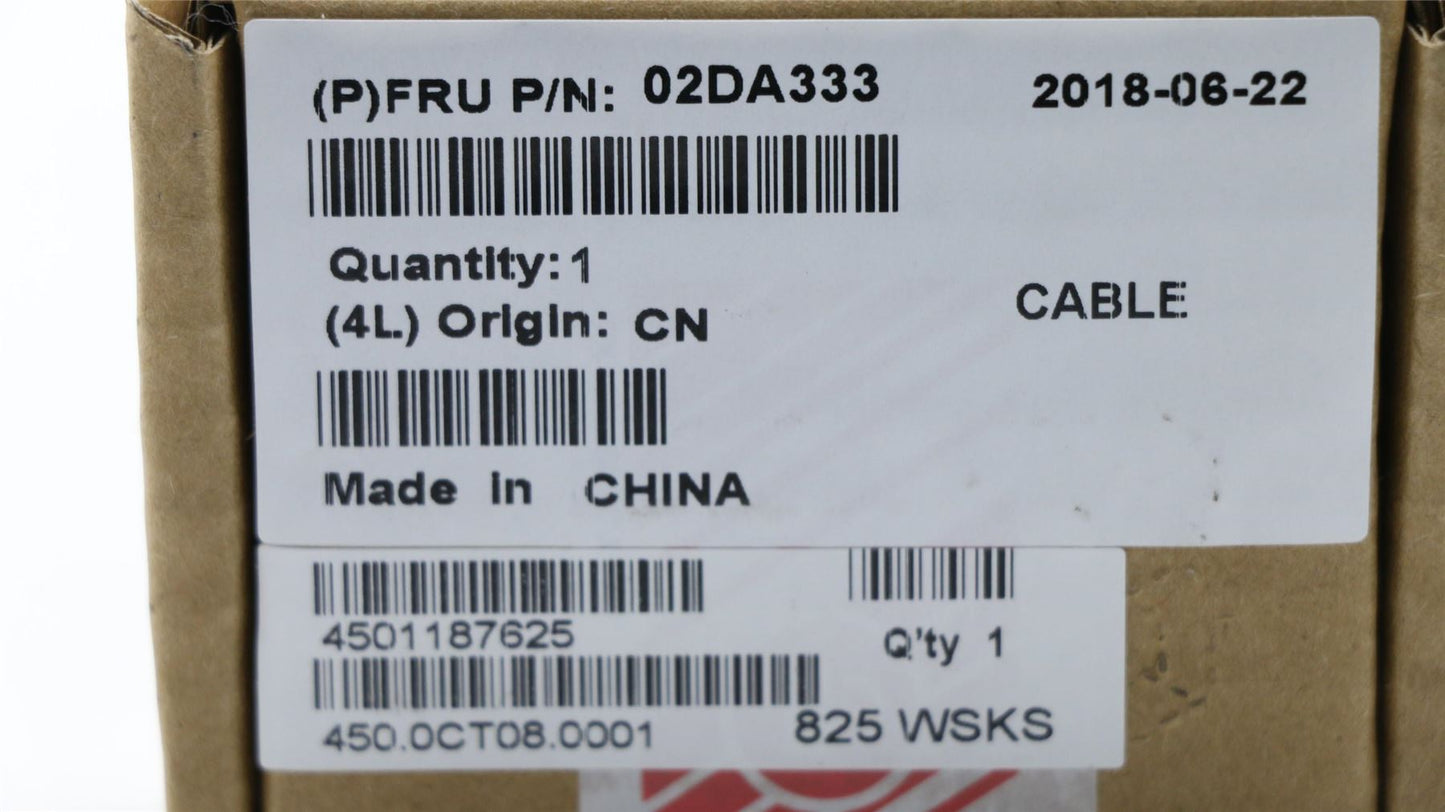 (P)FRU P/N: 02DA333 2018-06-22
Quantity: 1
(4L) Origin: CN CABLE
Made in CHINA
4501187625 Q'ty 1
450.0CT08.0001 825 WSKS